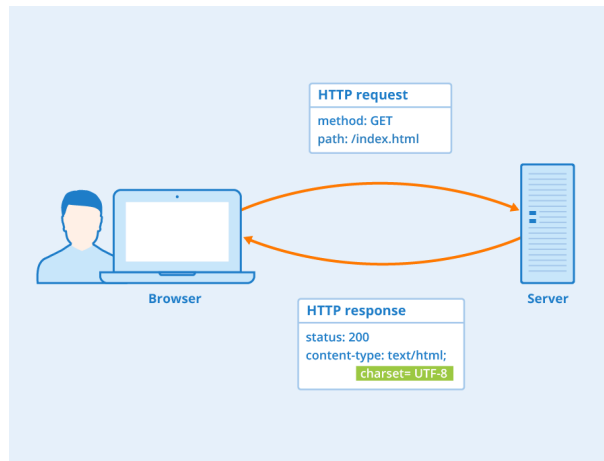 HTTP request
method: GET
path: /index.html
Browser
Server
HTTP response
status: 200
content-type: text/html;
charset= UTF-8